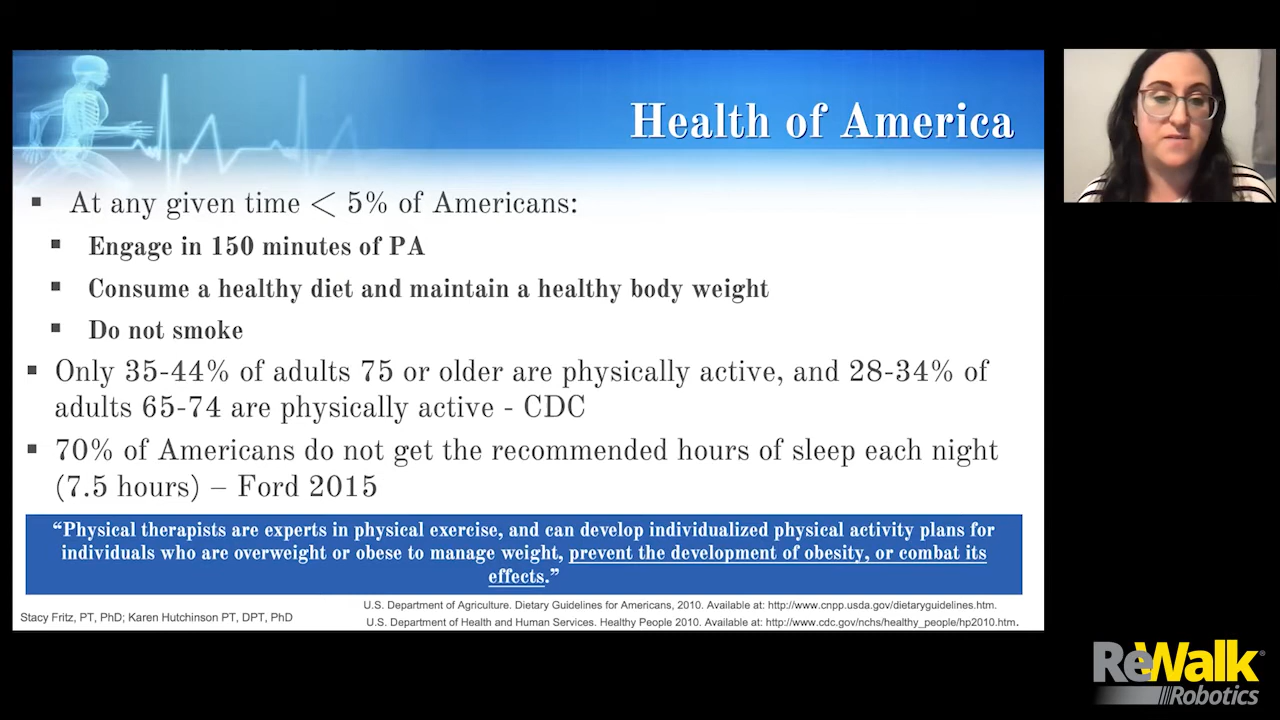 Health of America
▪ At any given time < 5% of Americans:
▪ Engage in 150 minutes of PA
▪ Consume a healthy diet and maintain a healthy body weight
▪ Do not smoke
▪ Only 35-44% of adults 75 or older are physically active, and 28-34% of
adults 65-74 are physically active - CDC
▪ 70% of Americans do not get the recommended hours of sleep each night
(7.5 hours) – Ford 2015
“Physical therapists are experts in physical exercise, and can develop individualized physical activity plans for
individuals who are overweight or obese to manage weight, prevent the development of obesity, or combat its
effects.”
Stacy Fritz, PT, PhD; Karen Hutchinson PT, DPT, PhD
U.S. Department of Agriculture. Dietary Guidelines for Americans, 2010. Available at: http://www.cnpp.usda.gov/dietaryguidelines.htm.
U.S. Department of Health and Human Services. Healthy People 2010. Available at: http://www.cdc.gov/nchs/healthy_people/hp2010.htm.
ReWalk®
Robotics